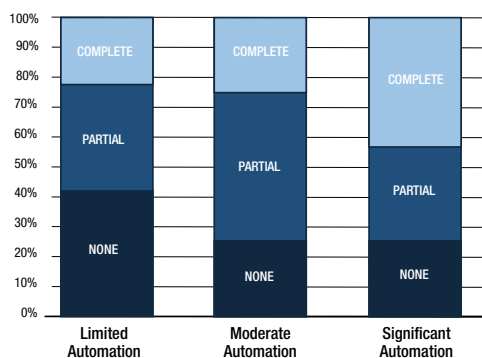 100%
90%
80%
70%
60%
50%
40%
30%
20%
10%
0%
COMPLETE
PARTIAL
NONE
COMPLETE
PARTIAL
NONE
COMPLETE
PARTIAL
NONE
Limited
Automation
Moderate
Automation
Significant
Automation